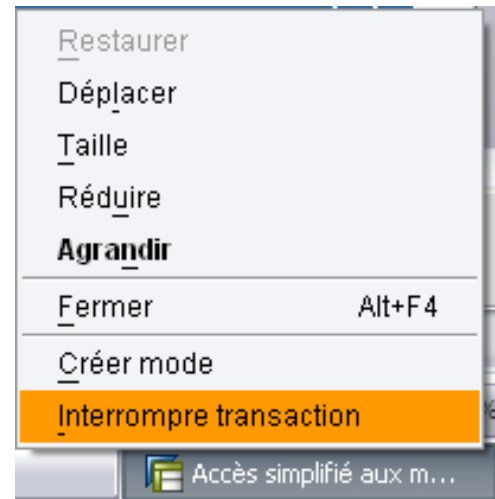 Restaurer
Déplacer
Taille
Réduire
Agrandir
Fermer Alt+F4
Créer mode
Interrompre transaction
Accès simplifié aux m...